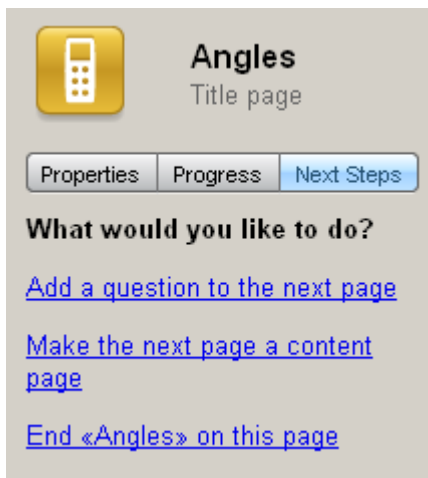 Angles
Title page
Properties Progress Next Steps
What would you like to do?
Add a question to the next page
Make the next page a content
page
End «Angles» on this page